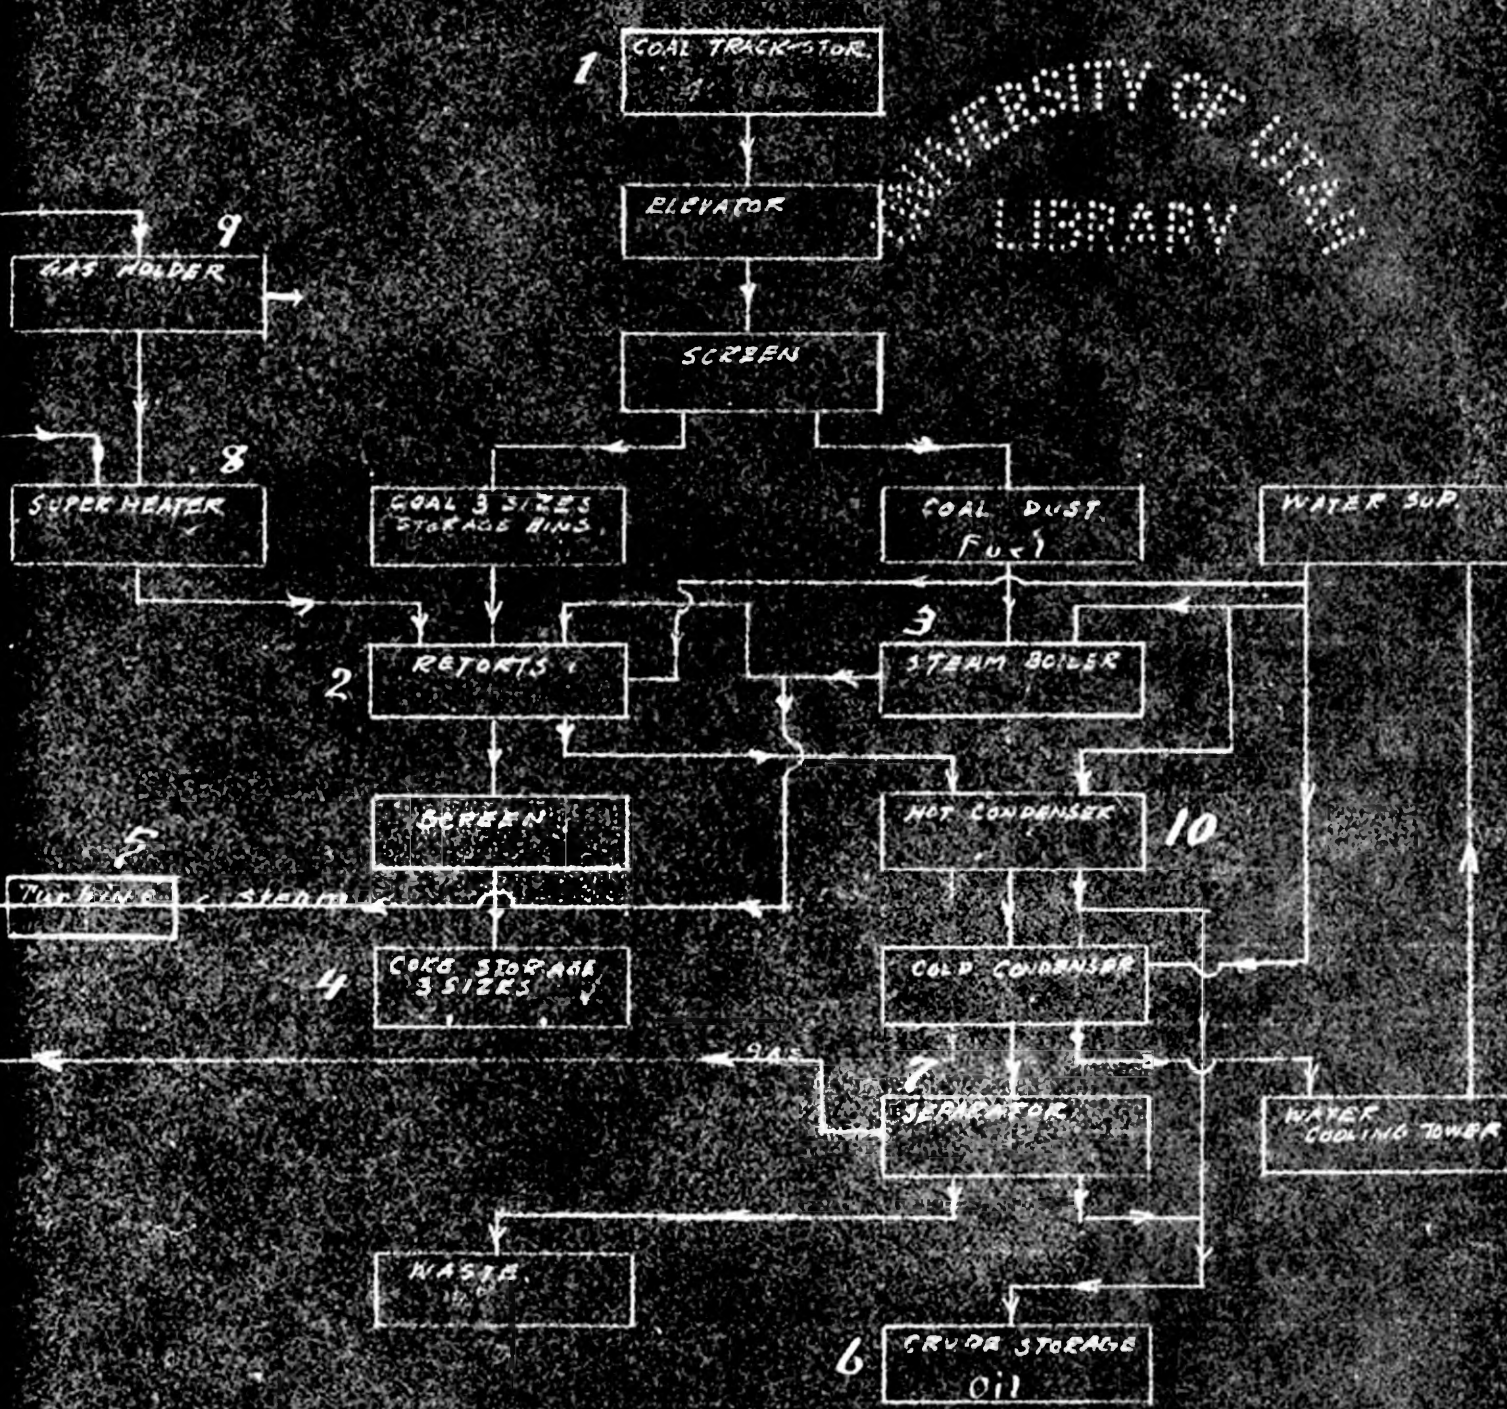 1
COAL TRACK STOR.
UNIVERSITY OF UTAH
LIBRARY
ELEVATOR
9
GAS HOLDER
SCREEN
8
SUPER HEATER
COAL 3 SIZES
STORAGE BINS.
COAL DUST.
Fuel
WATER SUP.
3
2
RETORTS
STEAM BOILER
SCREEN
HOT CONDENSER
10
5
STEAM
4
COKE STORAGE
3 SIZES
COLD CONDENSER
GAS
7
SEPARATOR
WATER
COOLING TOWER
WASTE.
6
CRUDE STORAGE
Oil